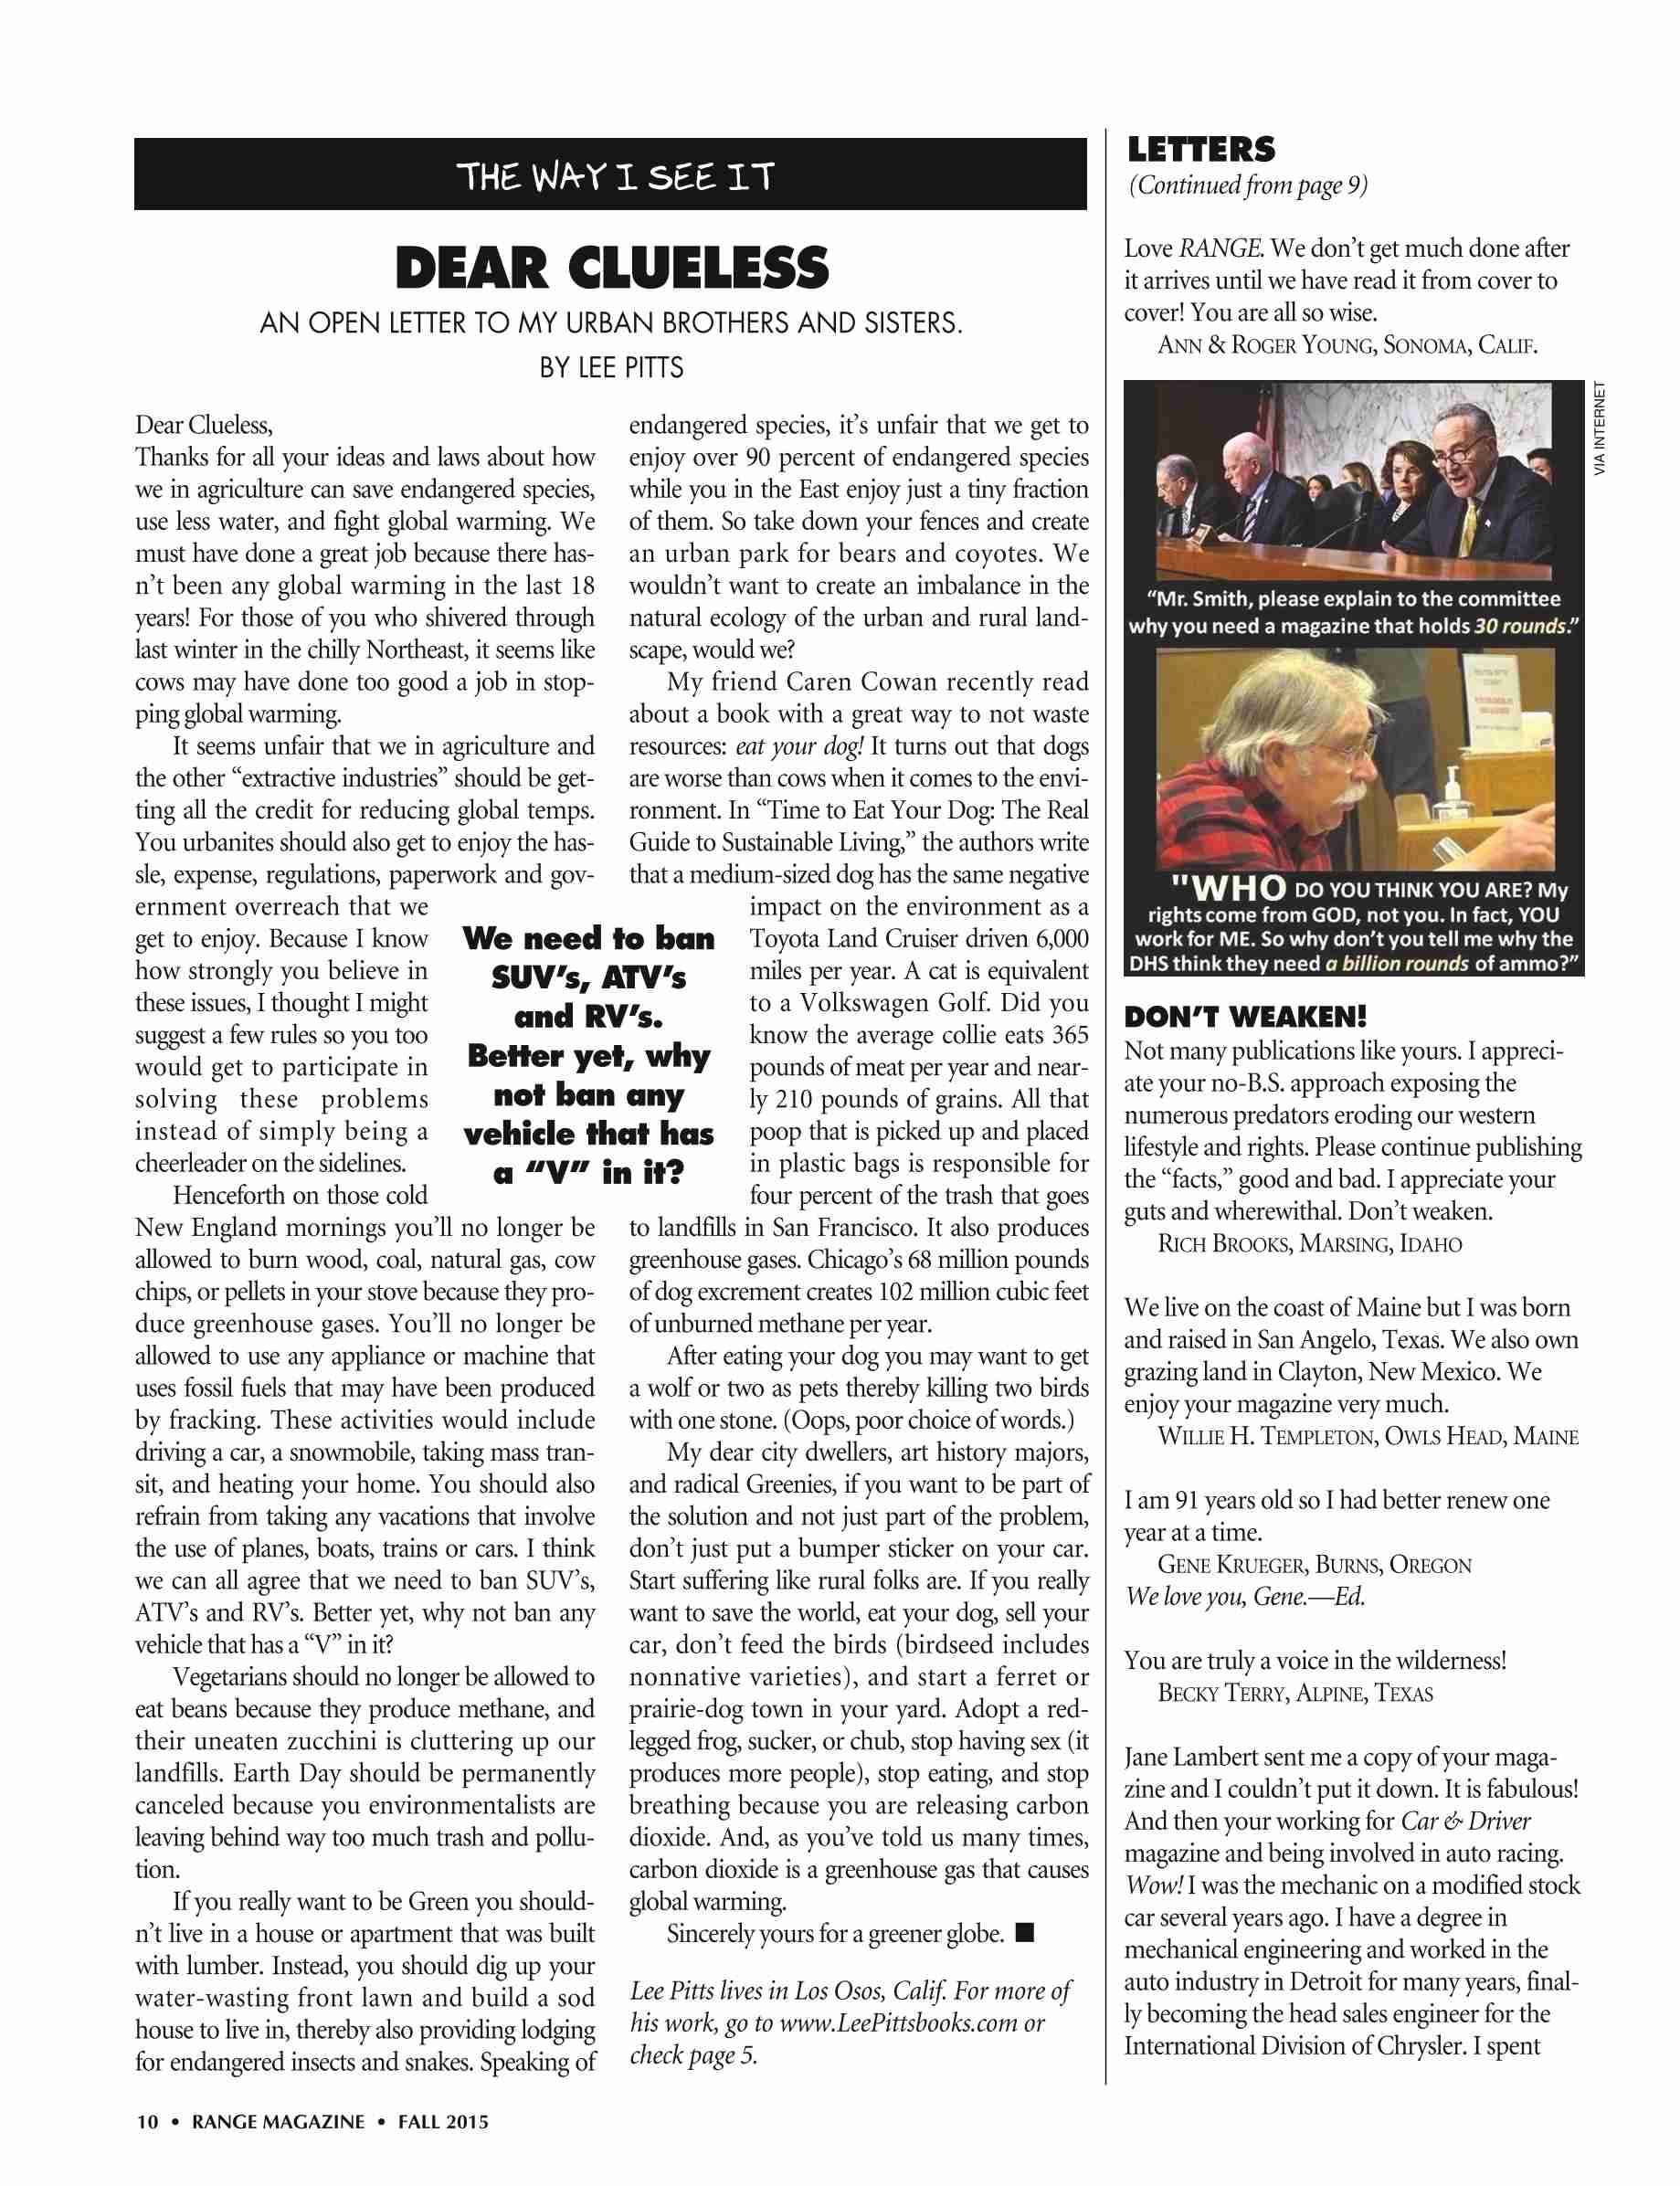 THE WAY I SEE IT
DEAR CLUELESS
AN OPEN LETTER TO MY URBAN BROTHERS AND SISTERS.
BY LEE PITTS
Dear Clueless,
Thanks for all your ideas and laws about how
we in agriculture can save endangered species,
use less water, and fight global warming. We
must have done a great job because there has-
n't been any global warming in the last 18
years! For those of you who shivered through
last winter in the chilly Northeast, it seems like
cows may have done too good a job in stop-
ping global warming.
It seems unfair that we in agriculture and
the other “extractive industries” should be get-
ting all the credit for reducing global temps.
You urbanites should also get to enjoy the has-
sle, expense, regulations, paperwork and gov-
ernment overreach that we
get to enjoy. Because I know
how strongly you believe in
these issues, I thought I might
suggest a few rules so you too
would get to participate in
solving these problems
instead of simply being a
cheerleader on the sidelines.
Henceforth on those cold
New England mornings you'll no longer be
allowed to burn wood, coal, natural gas, cow
chips, or pellets in your stove because they pro-
duce greenhouse gases. You'll no longer be
allowed to use any appliance or machine that
uses fossil fuels that may have been produced
by fracking. These activities would include
driving a car, a snowmobile, taking mass tran-
sit, and heating your home. You should also
refrain from taking any vacations that involve
the use of planes, boats, trains or cars. I think
we can all agree that we need to ban SUV's,
ATV's and RV's. Better yet, why not ban any
vehicle that has a “V” in it?
Vegetarians should no longer be allowed to
eat beans because they produce methane, and
their uneaten zucchini is cluttering up our
landfills. Earth Day should be permanently
canceled because you environmentalists are
leaving behind way too much trash and pollu-
tion.
If you really want to be Green you should-
n't live in a house or apartment that was built
with lumber. Instead, you should dig up your
water-wasting front lawn and build a sod
house to live in, thereby also providing lodging
for endangered insects and snakes. Speaking of
We need to ban
SUV's, ATV's
and RV's.
Better yet, why
not ban any
vehicle that has
a “V” in it?
endangered species, it's unfair that we get to
enjoy over 90 percent of endangered species
while you in the East enjoy just a tiny fraction
of them. So take down your fences and create
an urban park for bears and coyotes. We
wouldn't want to create an imbalance in the
natural ecology of the urban and rural land-
scape, would we?
My friend Caren Cowan recently read
about a book with a great way to not waste
resources: eat your dog! It turns out that dogs
are worse than cows when it comes to the envi-
ronment. In “Time to Eat Your Dog: The Real
Guide to Sustainable Living,” the authors write
that a medium-sized dog has the same negative
impact on the environment as a
Toyota Land Cruiser driven 6,000
miles per year. A cat is equivalent
to a Volkswagen Golf. Did you
know the average collie eats 365
pounds of meat per year and near-
ly 210 pounds of grains. All that
poop that is picked up and placed
in plastic bags is responsible for
four percent of the trash that goes
to landfills in San Francisco. It also produces
greenhouse gases. Chicago's 68 million pounds
of dog excrement creates 102 million cubic feet
of unburned methane per year.
After eating your dog you may want to get
a wolf or two as pets thereby killing two birds
with one stone. (Oops, poor choice of words.)
My dear city dwellers, art history majors,
and radical Greenies, if you want to be part of
the solution and not just part of the problem,
don't just put a bumper sticker on your car.
Start suffering like rural folks are. If you really
want to save the world, eat your dog, sell your
car, don't feed the birds (birdseed includes
nonnative varieties), and start a ferret or
prairie-dog town in your yard. Adopt a red-
legged frog, sucker, or chub, stop having sex (it
produces more people), stop eating, and stop
breathing because you are releasing carbon
dioxide. And, as you've told us many times,
carbon dioxide is a greenhouse gas that causes
global warming.
Sincerely yours for a greener globe. ■
Lee Pitts lives in Los Osos, Calif. For more of
his work, go to www.LeePittsbooks.com or
check page 5.
LETTERS
(Continued from page 9)
Love RANGE. We don't get much done after
it arrives until we have read it from cover to
cover! You are all so wise.
ANN & ROGER YOUNG, SONOMA, CALIF.
VIA INTERNET
“Mr. Smith, please explain to the committee
why you need a magazine that holds 30 rounds.”
"WHO DO YOU THINK YOU ARE? My
rights come from GOD, not you. In fact, YOU
work for ME. So why don't you tell me why the
DHS think they need a billion rounds of ammo?”
DON'T WEAKEN!
Not many publications like yours. I appreci-
ate your no-B.S. approach exposing the
numerous predators eroding our western
lifestyle and rights. Please continue publishing
the “facts,” good and bad. I appreciate your
guts and wherewithal. Don't weaken.
RICH BROOKS, MARSING, IDAHO
We live on the coast of Maine but I was born
and raised in San Angelo, Texas. We also own
grazing land in Clayton, New Mexico. We
enjoy your magazine very much.
WILLIE H. TEMPLETON, OWLS HEAD, MAINE
I am 91 years old so I had better renew one
year at a time.
GENE KRUEGER, BURNS, OREGON
We love you, Gene.—Ed.
You are truly a voice in the wilderness!
BECKY TERRY, ALPINE, TEXAS
Jane Lambert sent me a copy of your maga-
zine and I couldn't put it down. It is fabulous!
And then your working for Car & Driver
magazine and being involved in auto racing.
Wow! I was the mechanic on a modified stock
car several years ago. I have a degree in
mechanical engineering and worked in the
auto industry in Detroit for many years, final-
ly becoming the head sales engineer for the
International Division of Chrysler. I spent
10 • RANGE MAGAZINE • FALL 2015